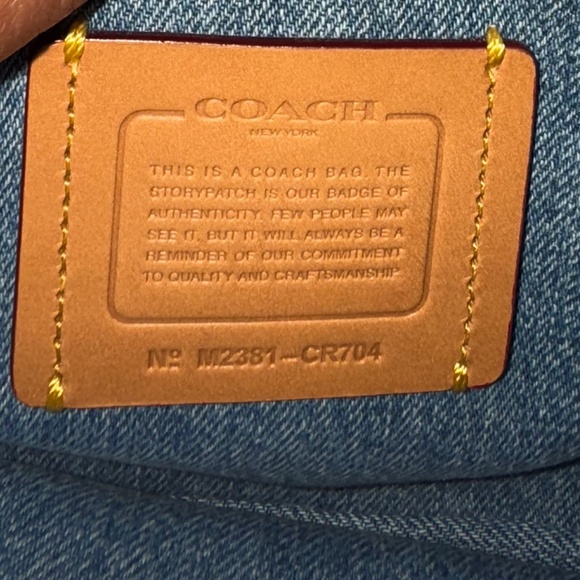 COACH
NEW YORK
THIS IS A COACH BAG. THE
STORYPATCH IS OUR BADGE OF
AUTHENTICITY. FEW PEOPLE MAY
SEE IT, BUT IT WILL ALWAYS BE A
REMINDER OF OUR COMMITMENT
TO QUALITY AND CRAFTSMANSHIP.
Nº M2381-CR704